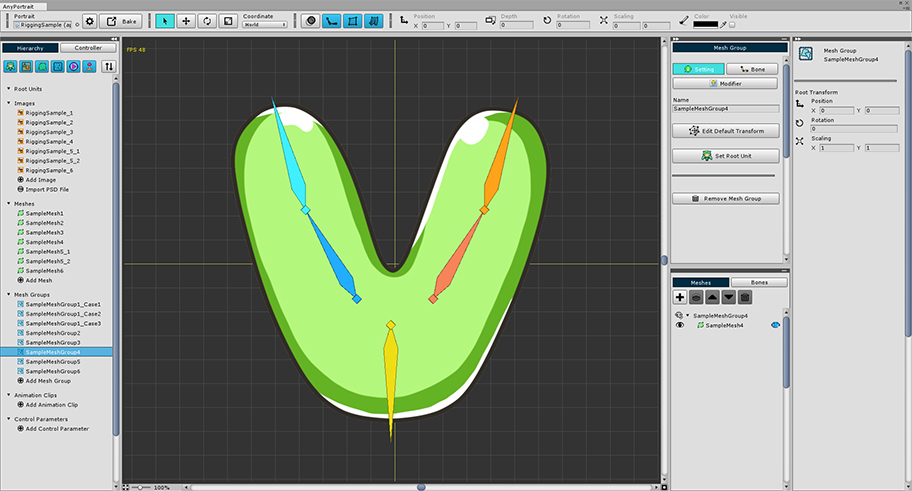 AnyPortrait
Portrait
RiggingSample (ap
Bake
Coordinate
World
Position
X 0 Y 0
Depth
0
Rotation
0
Scaling
0 0
Color
Visible
Hierarchy
Controller
Root Units
Images
RiggingSample_1
RiggingSample_2
RiggingSample_3
RiggingSample_4
RiggingSample_5_1
RiggingSample_5_2
RiggingSample_6
Add Image
Import PSD File
Meshes
SampleMesh1
SampleMesh2
SampleMesh3
SampleMesh4
SampleMesh5_1
SampleMesh5_2
SampleMesh6
Add Mesh
Mesh Groups
SampleMeshGroup1_Case1
SampleMeshGroup1_Case2
SampleMeshGroup1_Case3
SampleMeshGroup2
SampleMeshGroup3
SampleMeshGroup4
SampleMeshGroup5
SampleMeshGroup6
Add Mesh Group
Animation Clips
Add Animation Clip
Control Parameters
Add Control Parameter
FPS 48
100%
Mesh Group
Setting
Bone
Modifier
Name
SampleMeshGroup4
Edit Default Transform
Set Root Unit
Remove Mesh Group
Meshes
Bones
SampleMeshGroup4
SampleMesh4
Mesh Group
SampleMeshGroup4
Root Transform
Position
X 0 Y 0
Rotation
0
Scaling
X 1 Y 1